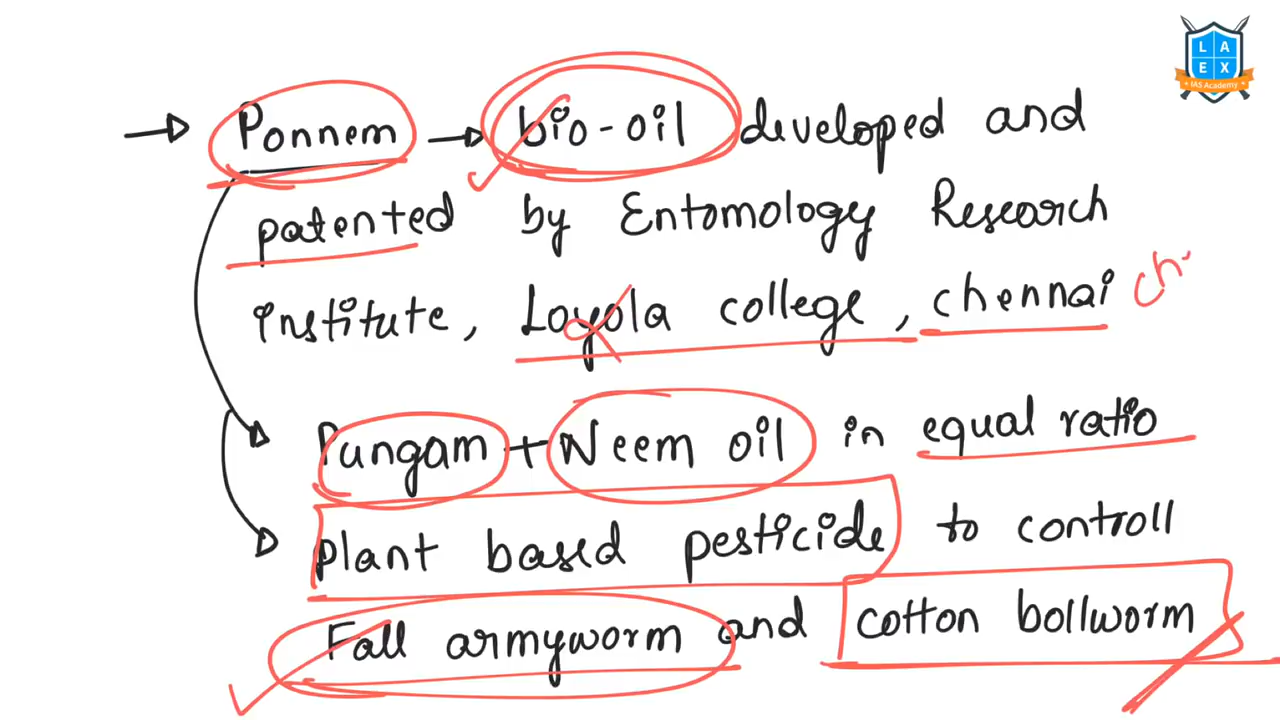 L A
E X
IAS Academy
→ Ponnem → bio-oil developed and
patented by Entomology Research
institute, Loyola college, chennai ch.
Pungam + Neem oil in equal ratio
plant based pesticide to controll
Fall armyworm and cotton bollworm